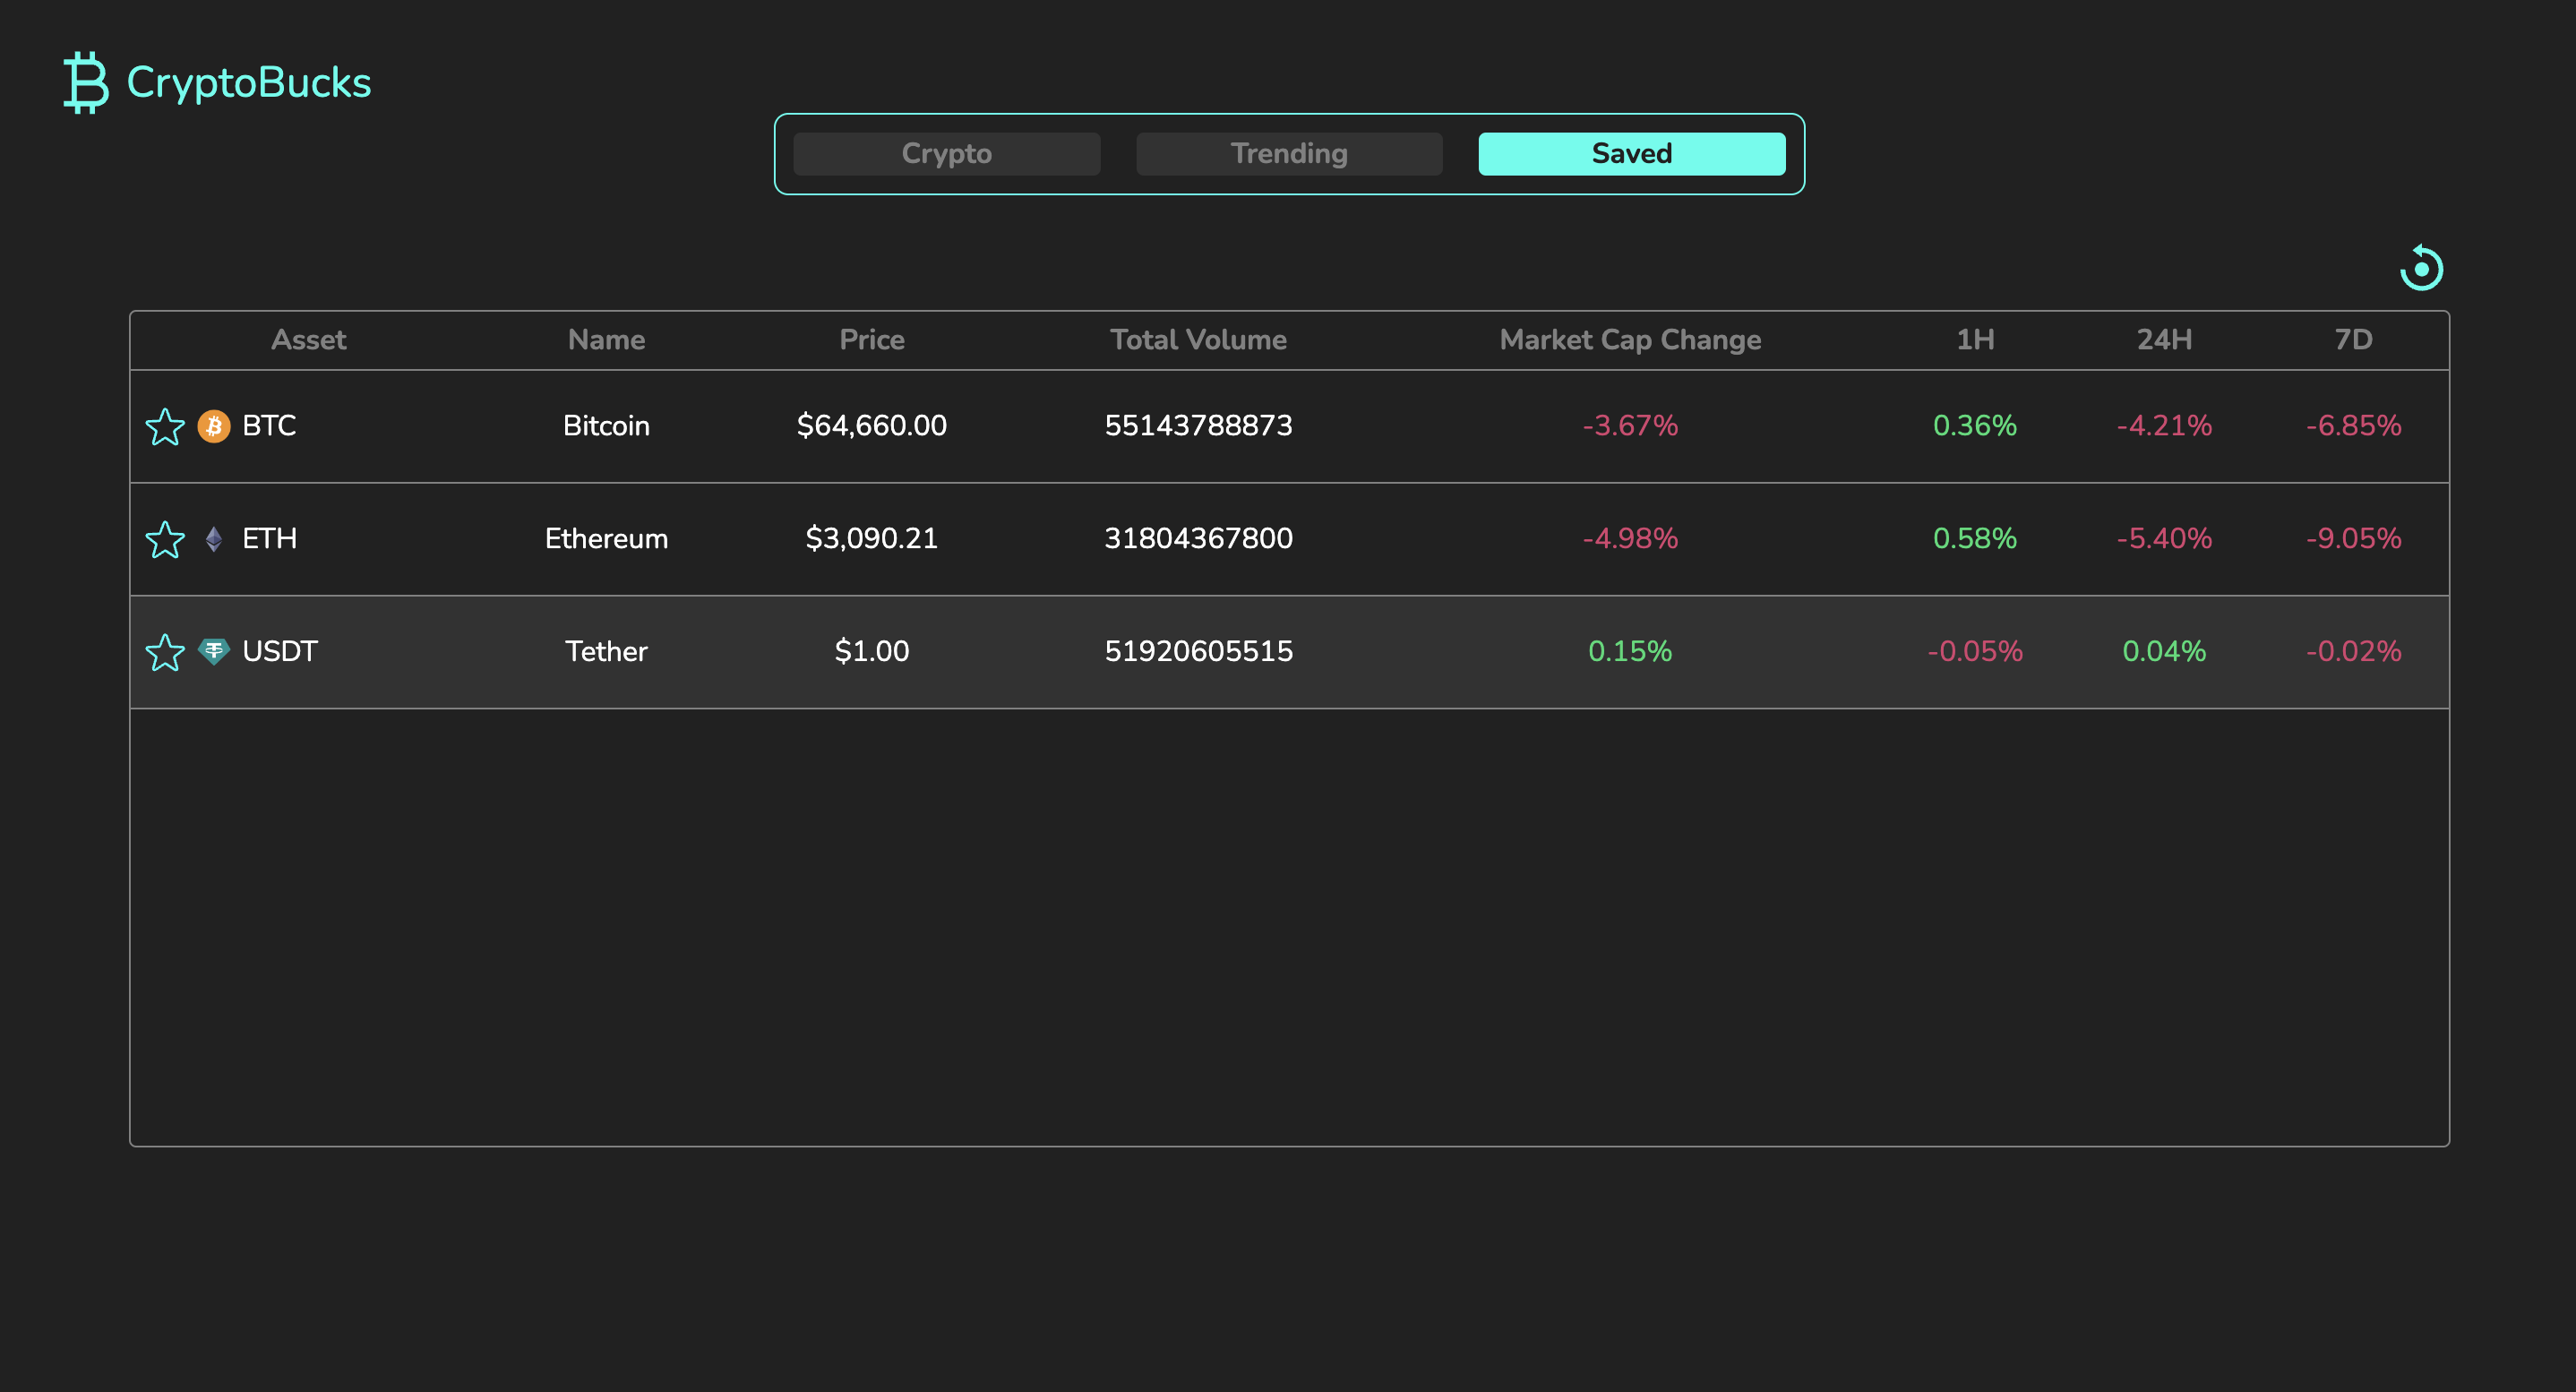 CryptoBucks
Crypto Trending Saved
Asset Name Price Total Volume Market Cap Change 1H 24H 7D
BTC Bitcoin $64,660.00 55143788873 -3.67% 0.36% -4.21% -6.85%
ETH Ethereum $3,090.21 31804367800 -4.98% 0.58% -5.40% -9.05%
USDT Tether $1.00 51920605515 0.15% -0.05% 0.04% -0.02%